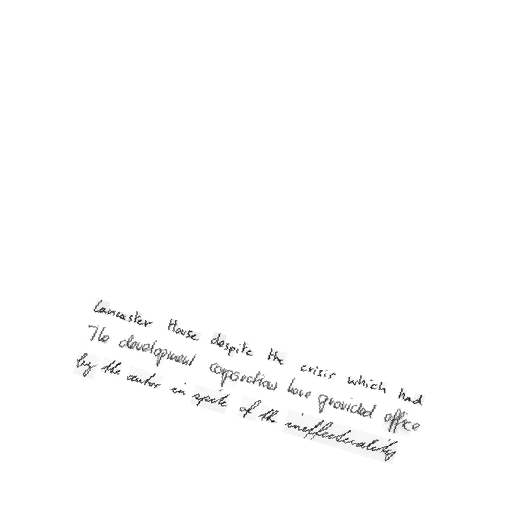 Lancaster House despite the crisis which had
The development corporations have provided office
by the author in spite of the ineffectuality